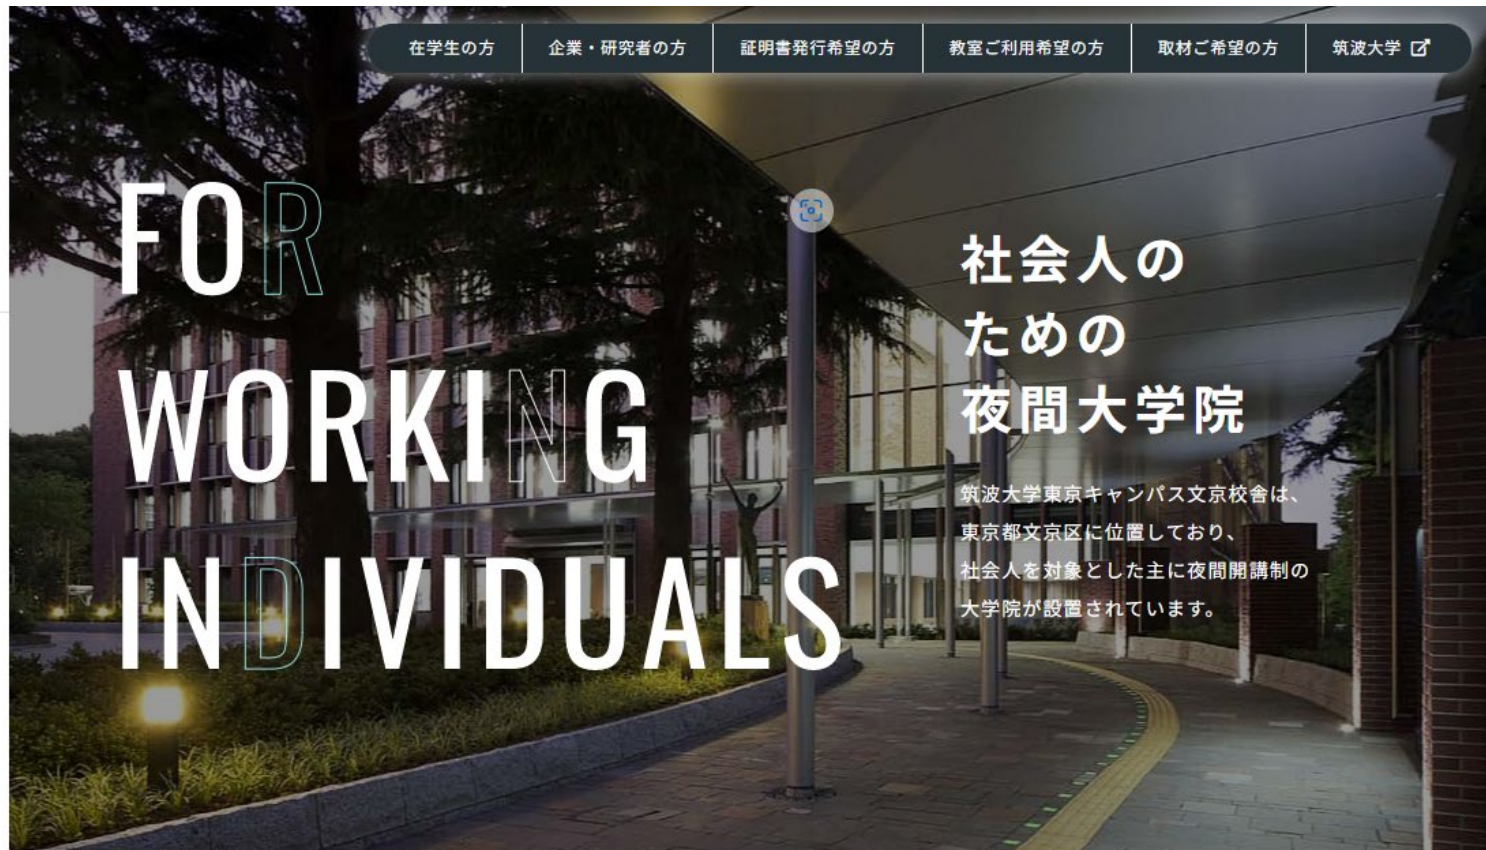 在学生の方
企業・研究者の方
証明書発行希望の方
教室ご利用希望の方
取材ご希望の方
筑波大学
FOR
WORKING
INDIVIDUALS
社会人の
ための
夜間大学院
筑波大学東京キャンパス文京校舎は、
東京都文京区に位置しており、
社会人を対象とした主に夜間開講制の
大学院が設置されています。